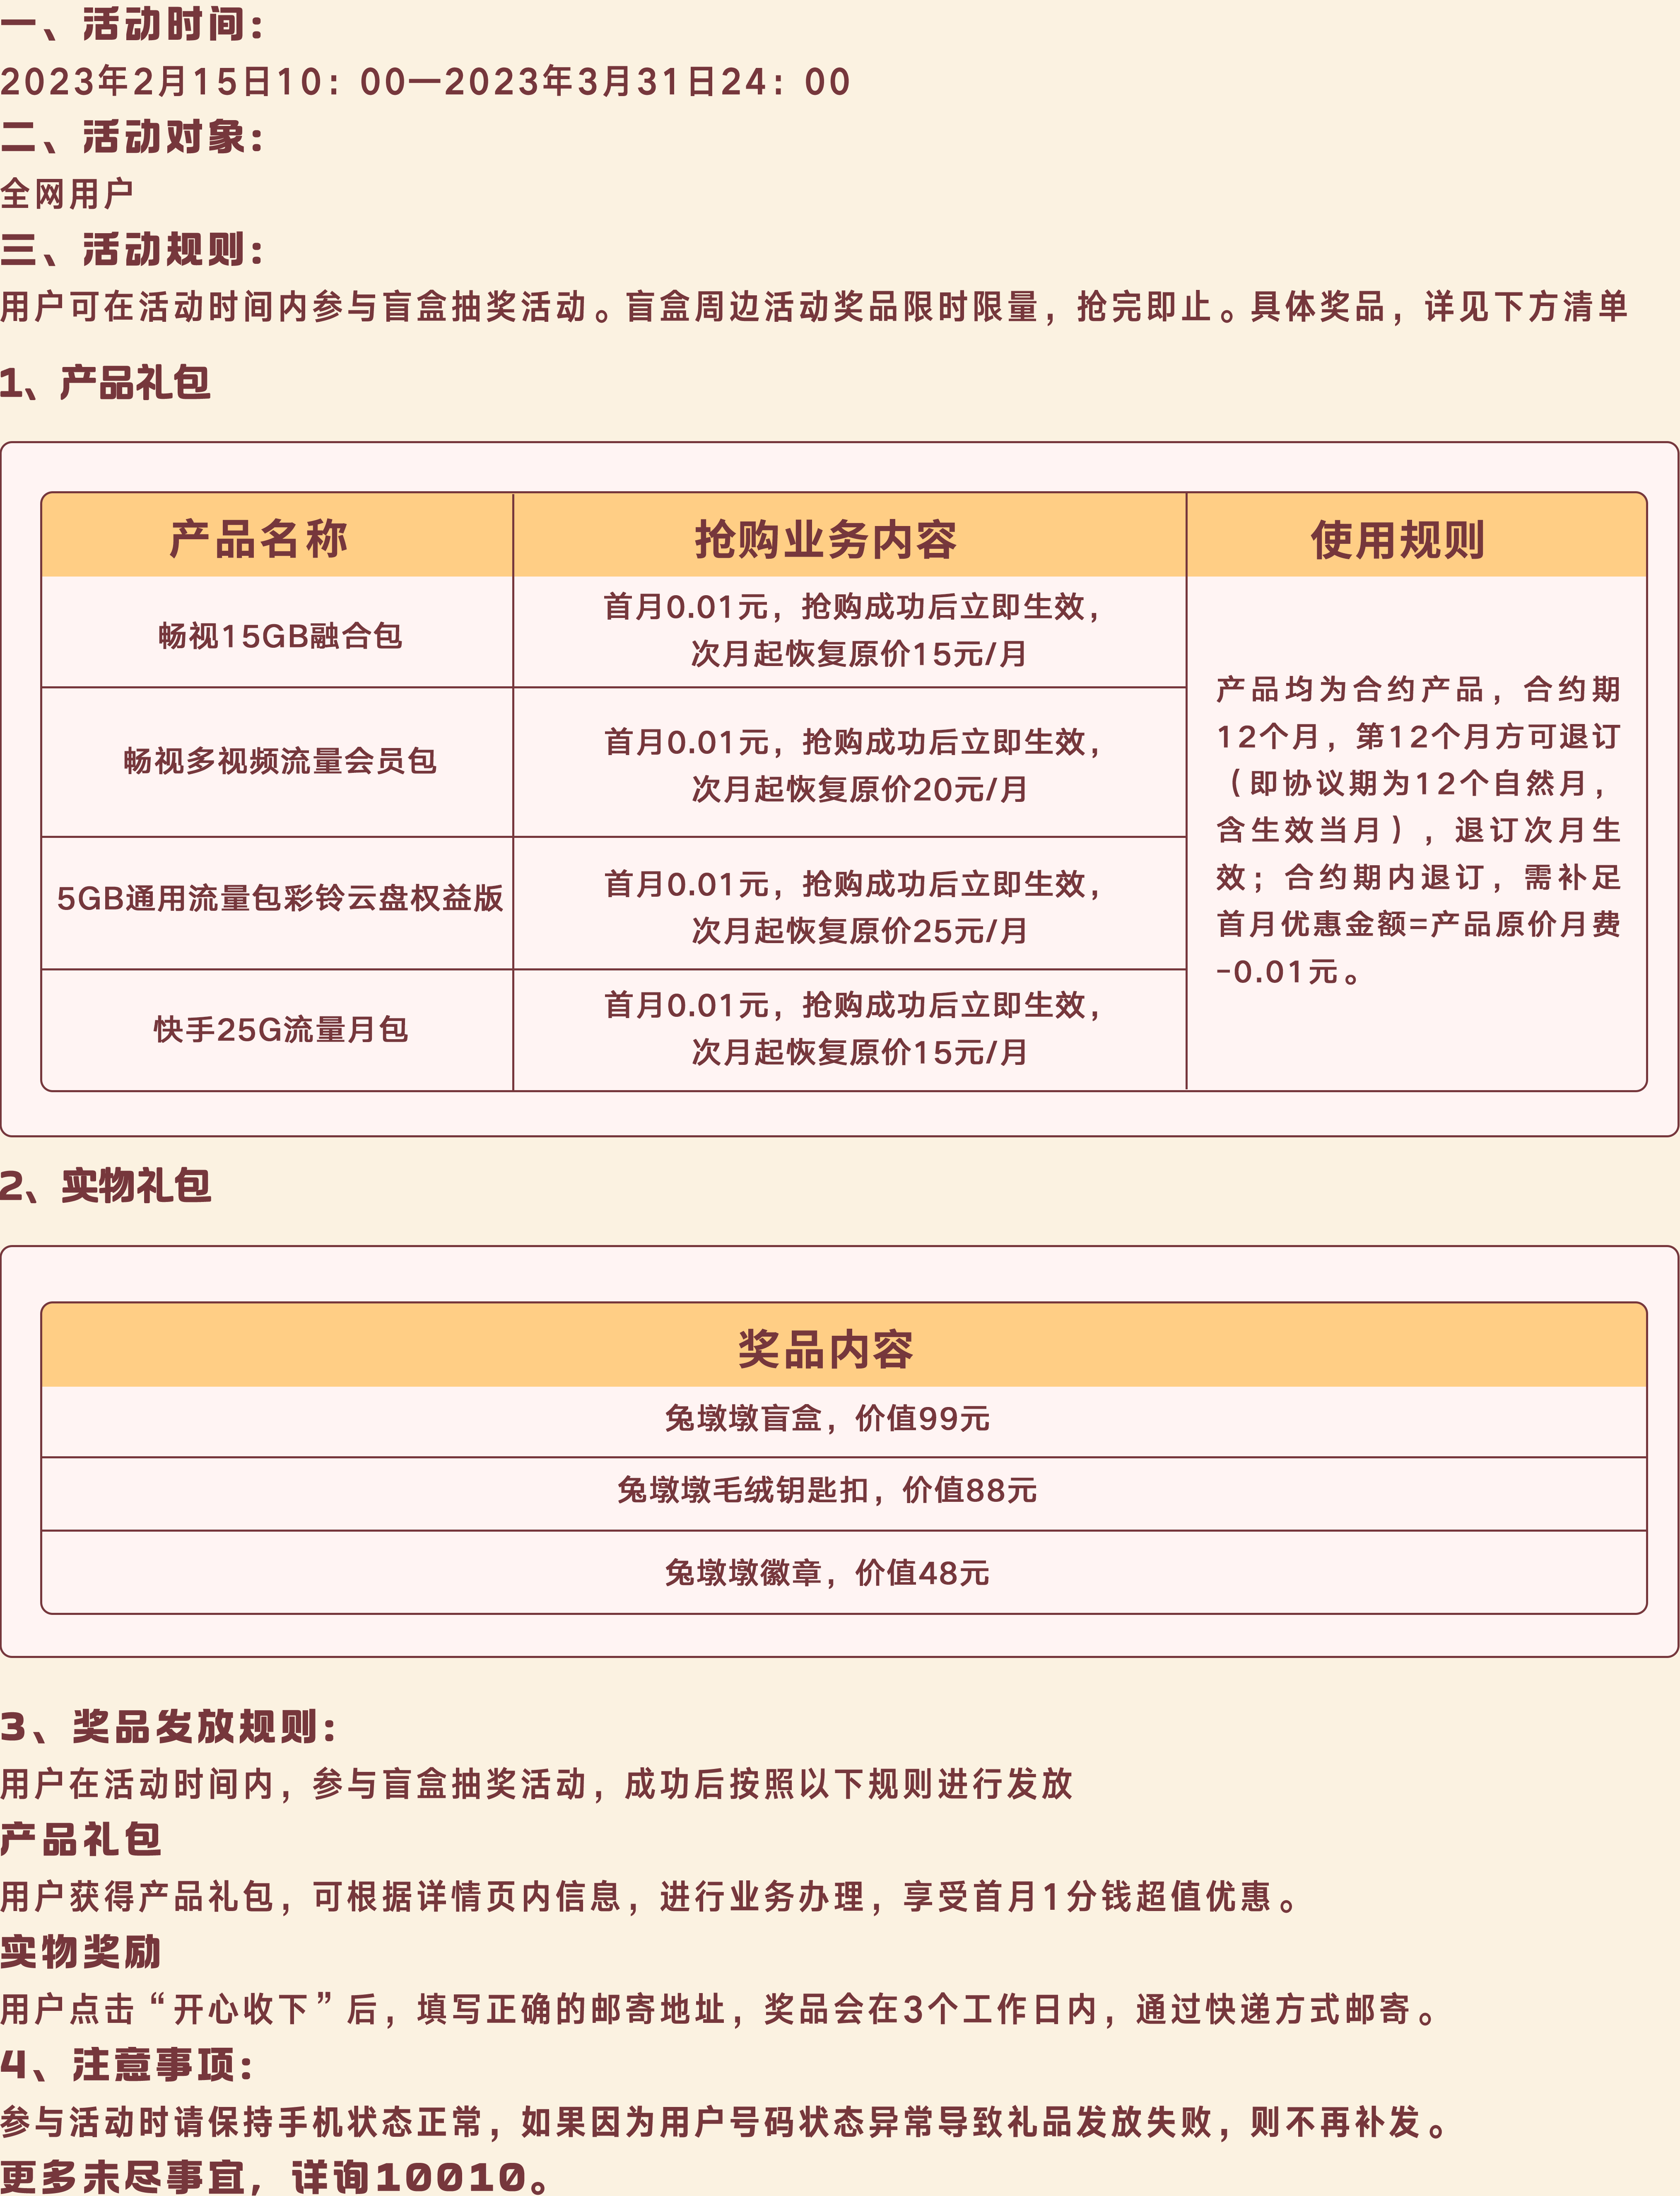 一、活动时间：
2023年2月15日10：00—2023年3月31日24：00
二、活动对象：
全网用户
三、活动规则：
用户可在活动时间内参与盲盒抽奖活动。盲盒周边活动奖品限时限量，抢完即止。具体奖品，详见下方清单
1、产品礼包
产品名称
抢购业务内容
使用规则
畅视15GB融合包
首月0.01元，抢购成功后立即生效，
次月起恢复原价15元/月
畅视多视频流量会员包
首月0.01元，抢购成功后立即生效，
次月起恢复原价20元/月
5GB通用流量包彩铃云盘权益版
首月0.01元，抢购成功后立即生效，
次月起恢复原价25元/月
快手25G流量月包
首月0.01元，抢购成功后立即生效，
次月起恢复原价15元/月
产品均为合约产品，合约期
12个月，第12个月方可退订
（即协议期为12个自然月，
含生效当月），退订次月生
效；合约期内退订，需补足
首月优惠金额=产品原价月费
-0.01元。
2、实物礼包
奖品内容
兔墩墩盲盒，价值99元
兔墩墩毛绒钥匙扣，价值88元
兔墩墩徽章，价值48元
3、奖品发放规则：
用户在活动时间内，参与盲盒抽奖活动，成功后按照以下规则进行发放
产品礼包
用户获得产品礼包，可根据详情页内信息，进行业务办理，享受首月1分钱超值优惠。
实物奖励
用户点击“开心收下”后，填写正确的邮寄地址，奖品会在3个工作日内，通过快递方式邮寄。
4、注意事项：
参与活动时请保持手机状态正常，如果因为用户号码状态异常导致礼品发放失败，则不再补发。
更多未尽事宜，详询10010。